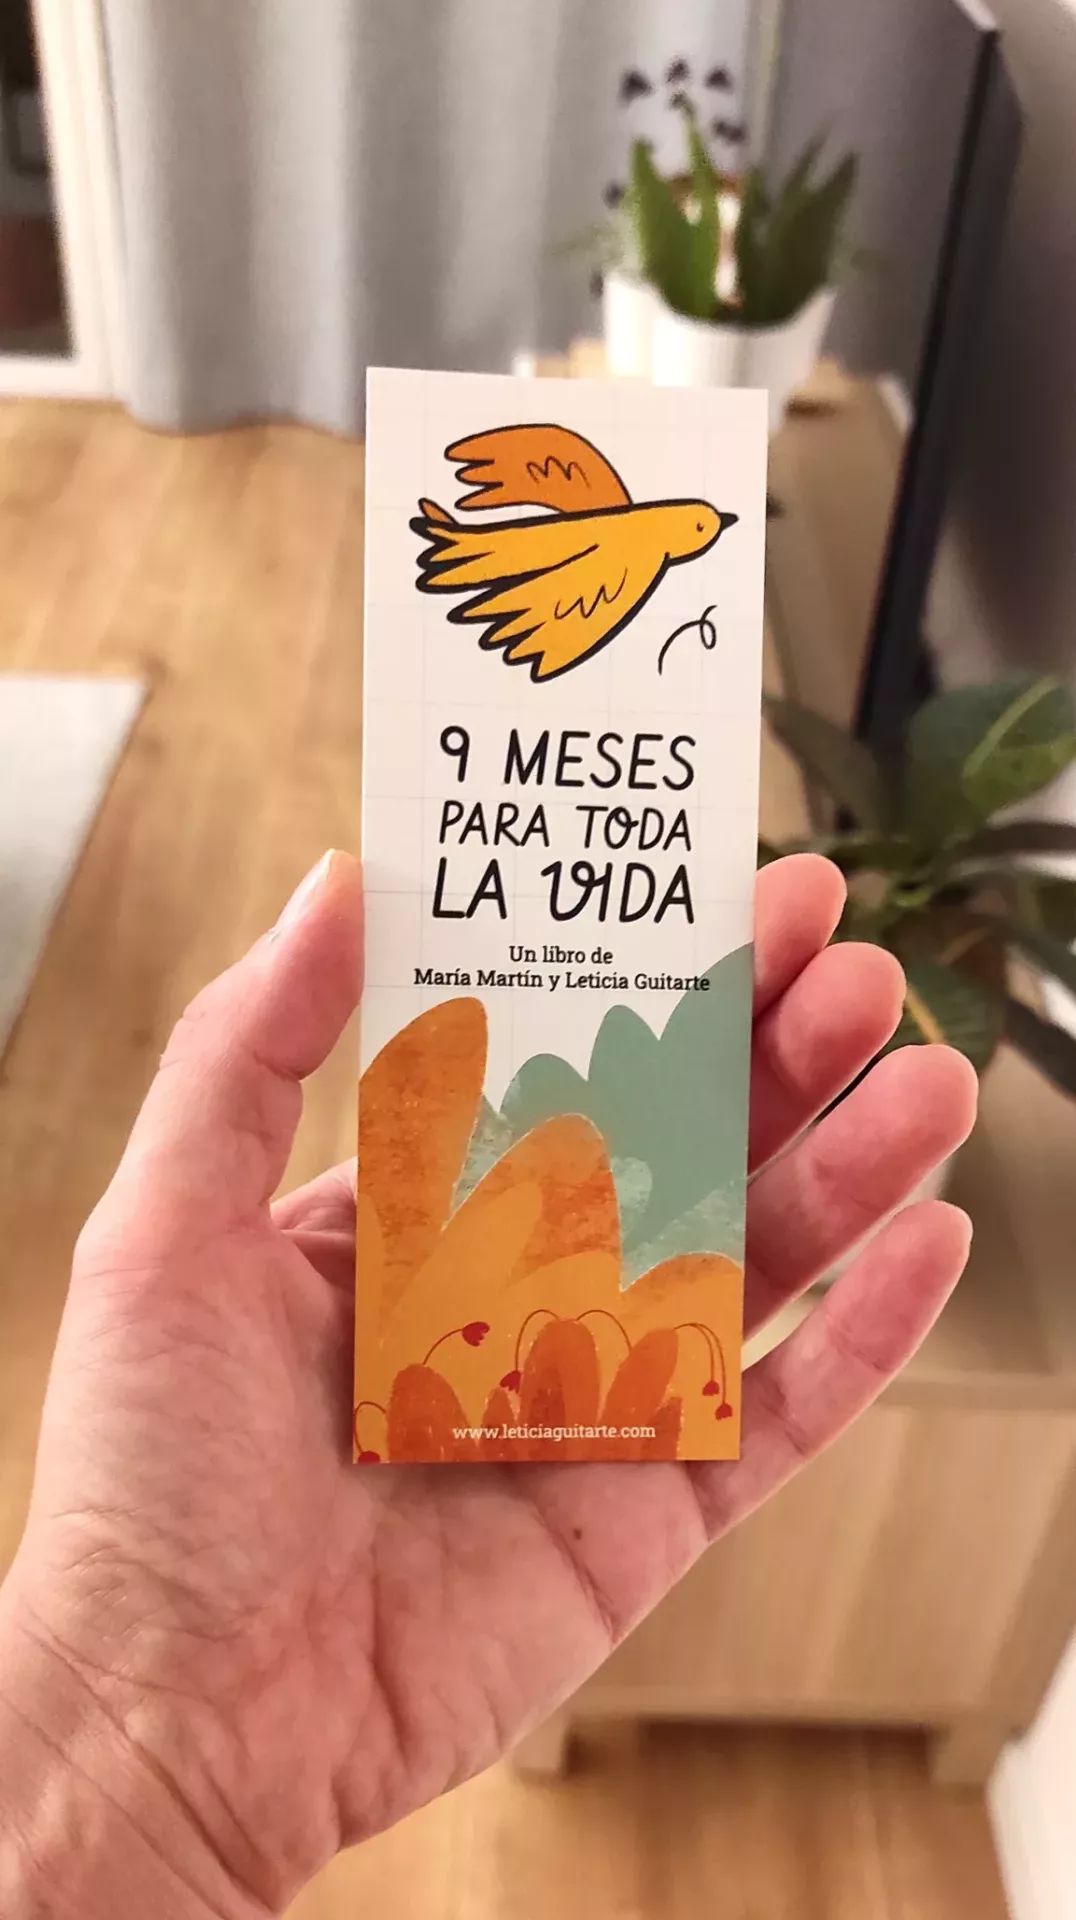 9 MESES
PARA TODA
LA VIDA
Un libro de
María Martín y Leticia Guitarte
www.leticiaguitarte.com